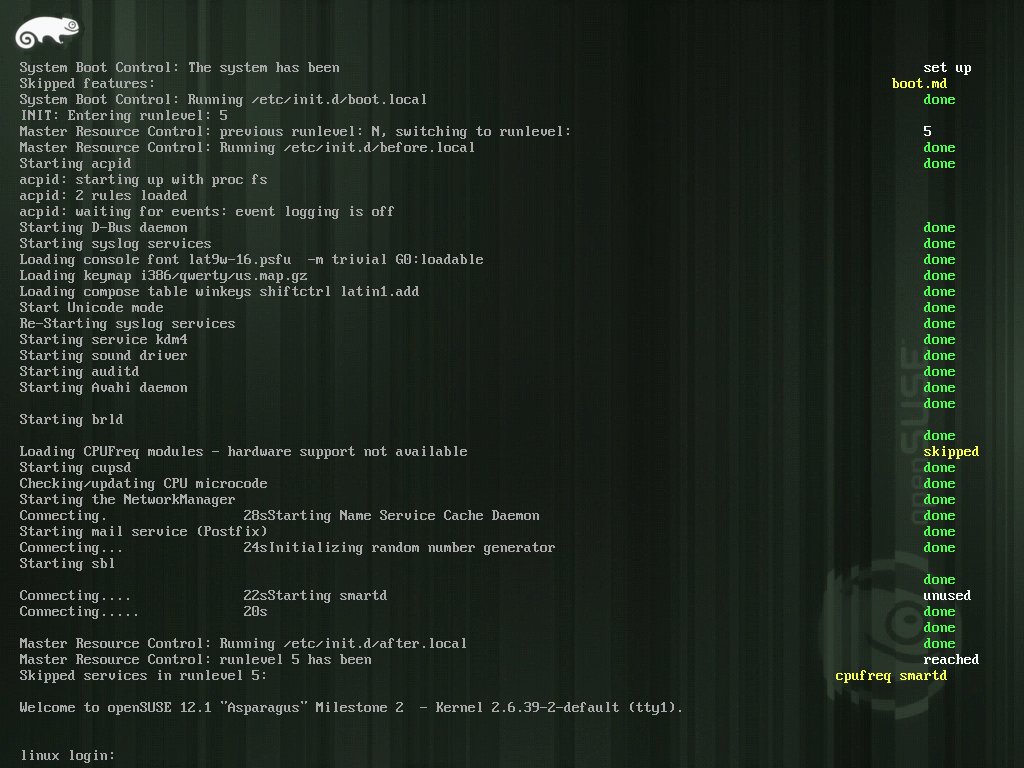 System Boot Control: The system has been set up
Skipped features: boot.md
System Boot Control: Running /etc/init.d/boot.local done
INIT: Entering runlevel: 5
Master Resource Control: previous runlevel: N, switching to runlevel: 5
Master Resource Control: Running /etc/init.d/before.local done
Starting acpid done
acpid: starting up with proc fs
acpid: 2 rules loaded
acpid: waiting for events: event logging is off
Starting D-Bus daemon done
Starting syslog services done
Loading console font lat9w-16.psfu  -m trivial G0:loadable done
Loading keymap i386/qwerty/us.map.gz done
Loading compose table winkeys shiftctrl latin1.add done
Start Unicode mode done
Re-Starting syslog services done
Starting service kdm4 done
Starting sound driver done
Starting auditd done
Starting Avahi daemon done
done
Starting brld
done
Loading CPUFreq modules - hardware support not available skipped
Starting cupsd done
Checking/updating CPU microcode done
Starting the NetworkManager done
Connecting. 28sStarting Name Service Cache Daemon done
Starting mail service (Postfix) done
Connecting... 24sInitializing random number generator done
Starting sbl
done
Connecting.... 22sStarting smartd unused
Connecting..... 20s done
done
Master Resource Control: Running /etc/init.d/after.local done
Master Resource Control: runlevel 5 has been reached
Skipped services in runlevel 5: cpufreq smartd
Welcome to openSUSE 12.1 "Asparagus" Milestone 2  - Kernel 2.6.39-2-default (tty1).
linux login:
openSUSE